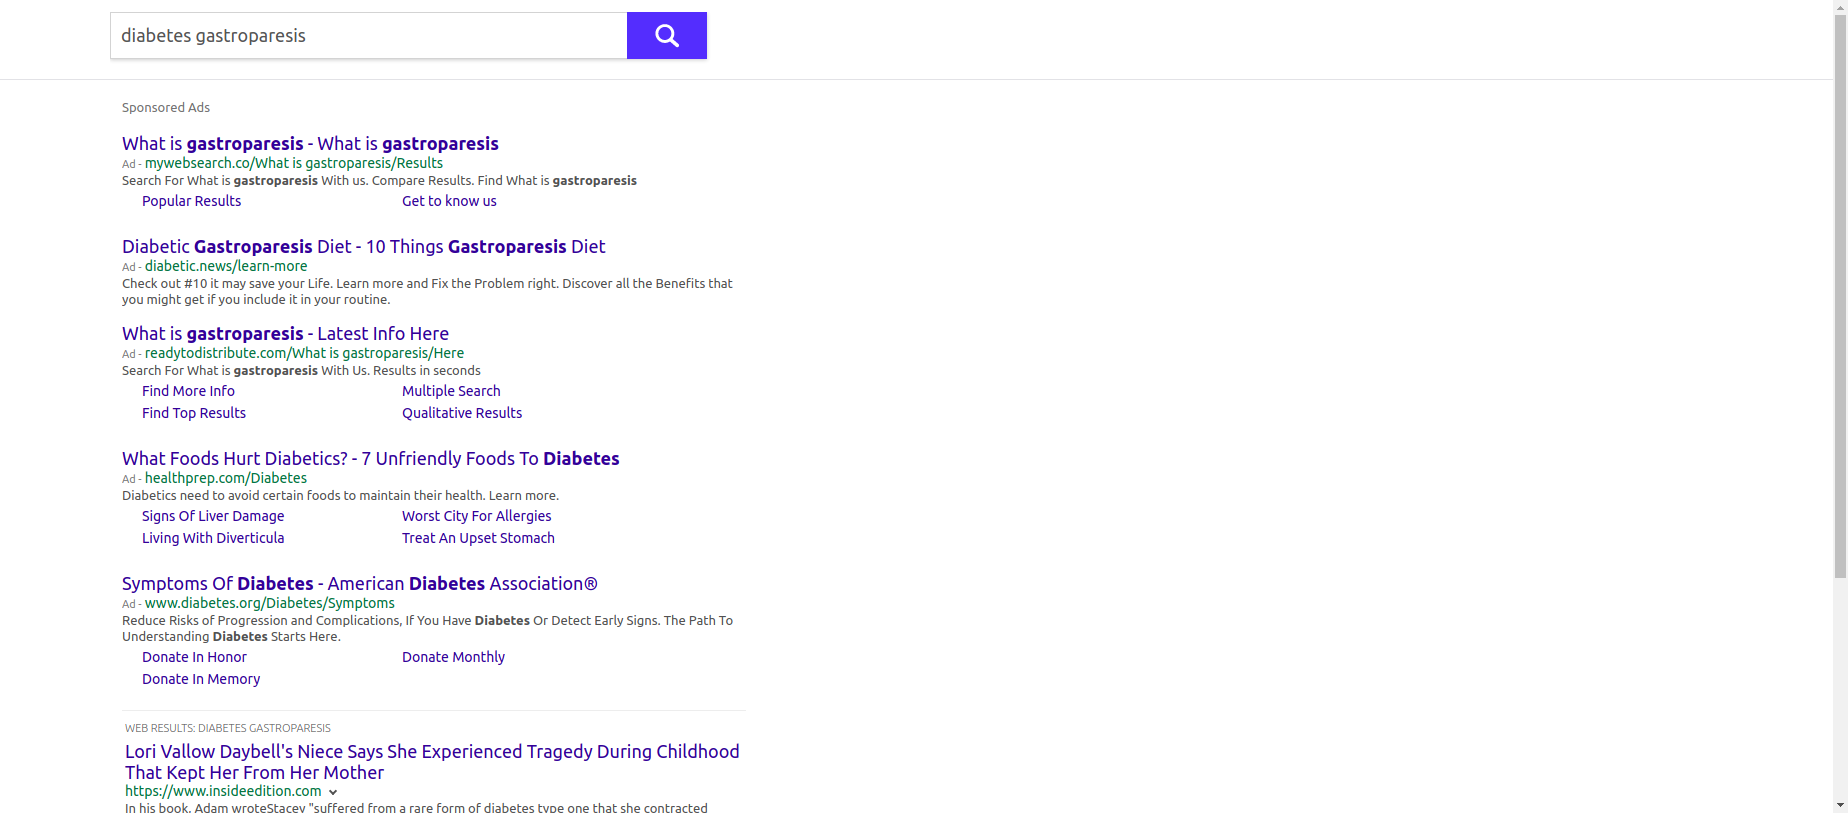 diabetes gastroparesis
Sponsored Ads
What is gastroparesis - What is gastroparesis
Ad - mywebsearch.co/What is gastroparesis/Results
Search For What is gastroparesis With us. Compare Results. Find What is gastroparesis
Popular Results Get to know us
Diabetic Gastroparesis Diet - 10 Things Gastroparesis Diet
Ad - diabetic.news/learn-more
Check out #10 it may save your Life. Learn more and Fix the Problem right. Discover all the Benefits that
you might get if you include it in your routine.
What is gastroparesis - Latest Info Here
Ad - readytodistribute.com/What is gastroparesis/Here
Search For What is gastroparesis With Us. Results in seconds
Find More Info Multiple Search
Find Top Results Qualitative Results
What Foods Hurt Diabetics? - 7 Unfriendly Foods To Diabetes
Ad - healthprep.com/Diabetes
Diabetics need to avoid certain foods to maintain their health. Learn more.
Signs Of Liver Damage Worst City For Allergies
Living With Diverticula Treat An Upset Stomach
Symptoms Of Diabetes - American Diabetes Association®
Ad - www.diabetes.org/Diabetes/Symptoms
Reduce Risks of Progression and Complications, If You Have Diabetes Or Detect Early Signs. The Path To
Understanding Diabetes Starts Here.
Donate In Honor Donate Monthly
Donate In Memory
WEB RESULTS: DIABETES GASTROPARESIS
Lori Vallow Daybell's Niece Says She Experienced Tragedy During Childhood
That Kept Her From Her Mother
https://www.insideedition.com
In his book, Adam wroteStacey "suffered from a rare form of diabetes type one that she contracted